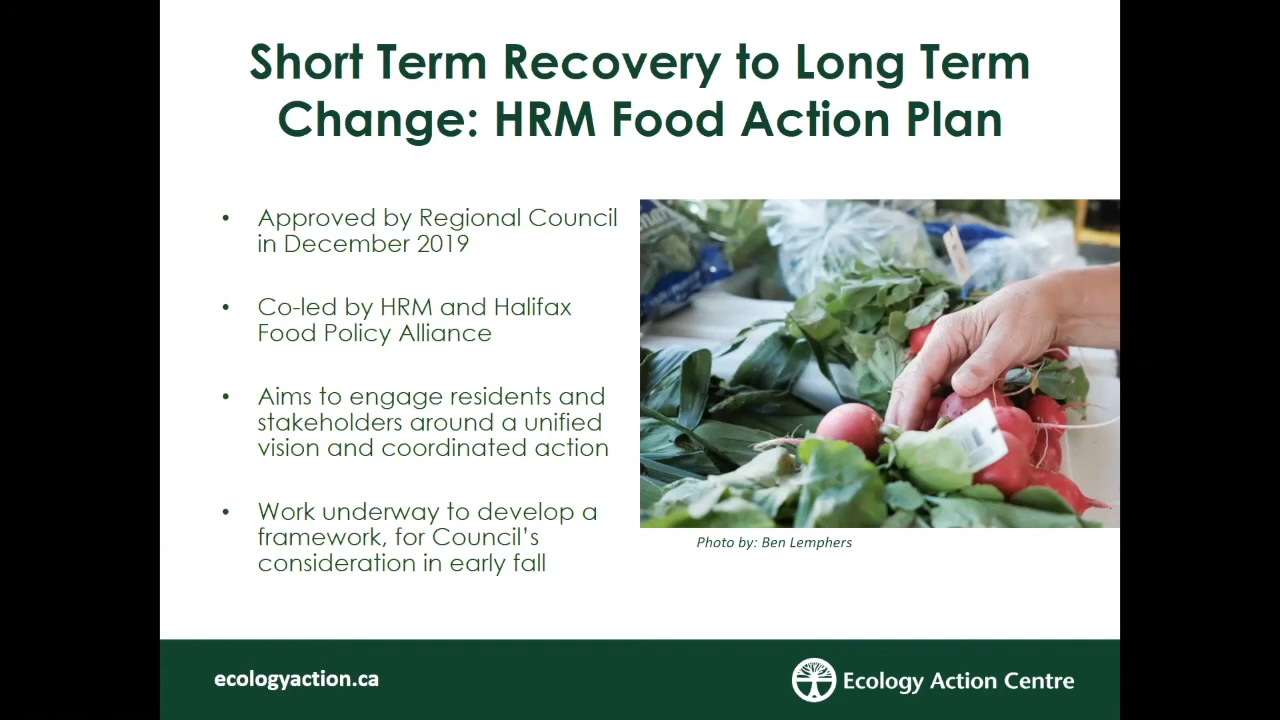 Short Term Recovery to Long Term
Change: HRM Food Action Plan
• Approved by Regional Council
in December 2019
• Co-led by HRM and Halifax
Food Policy Alliance
• Aims to engage residents and
stakeholders around a unified
vision and coordinated action
• Work underway to develop a
framework, for Council's
consideration in early fall
Photo by: Ben Lemphers
ecologyaction.ca
Ecology Action Centre